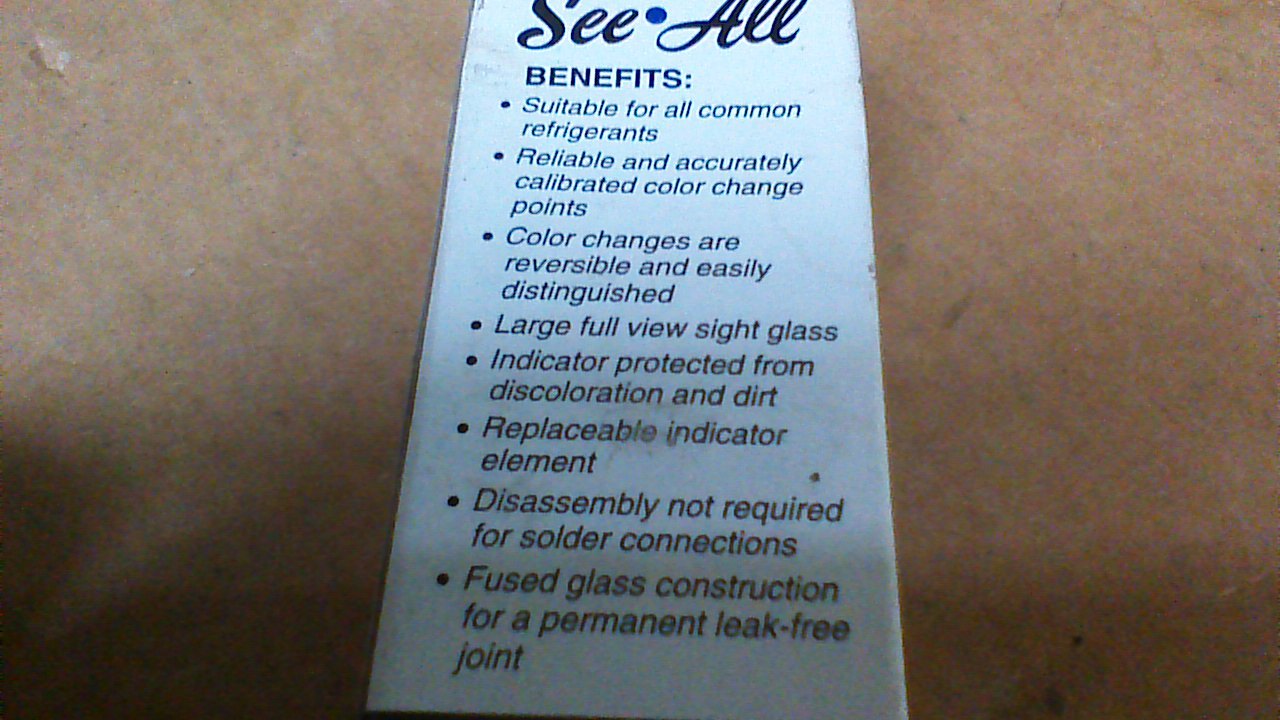 See•All
BENEFITS:
• Suitable for all common
refrigerants
• Reliable and accurately
calibrated color change
points
• Color changes are
reversible and easily
distinguished
• Large full view sight glass
• Indicator protected from
discoloration and dirt
• Replaceable indicator
element
• Disassembly not required
for solder connections
• Fused glass construction
for a permanent leak-free
joint